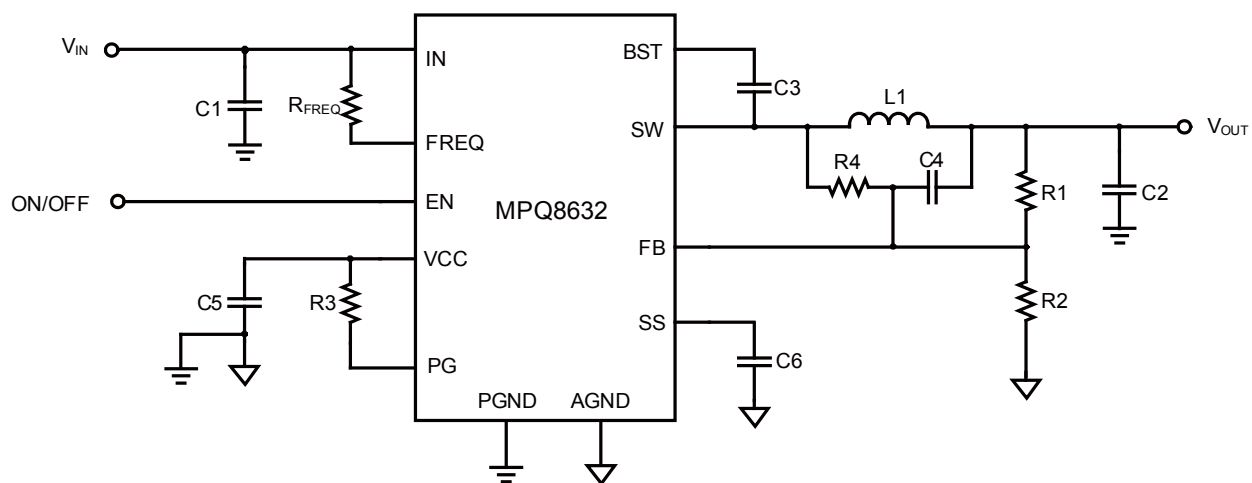 VIN
C1
RFREQ
IN
FREQ
ON/OFF
EN
VCC
C5
R3
PG
MPQ8632
PGND
AGND
BST
C3
SW
L1
R4
C4
VOUT
R1
C2
FB
R2
SS
C6